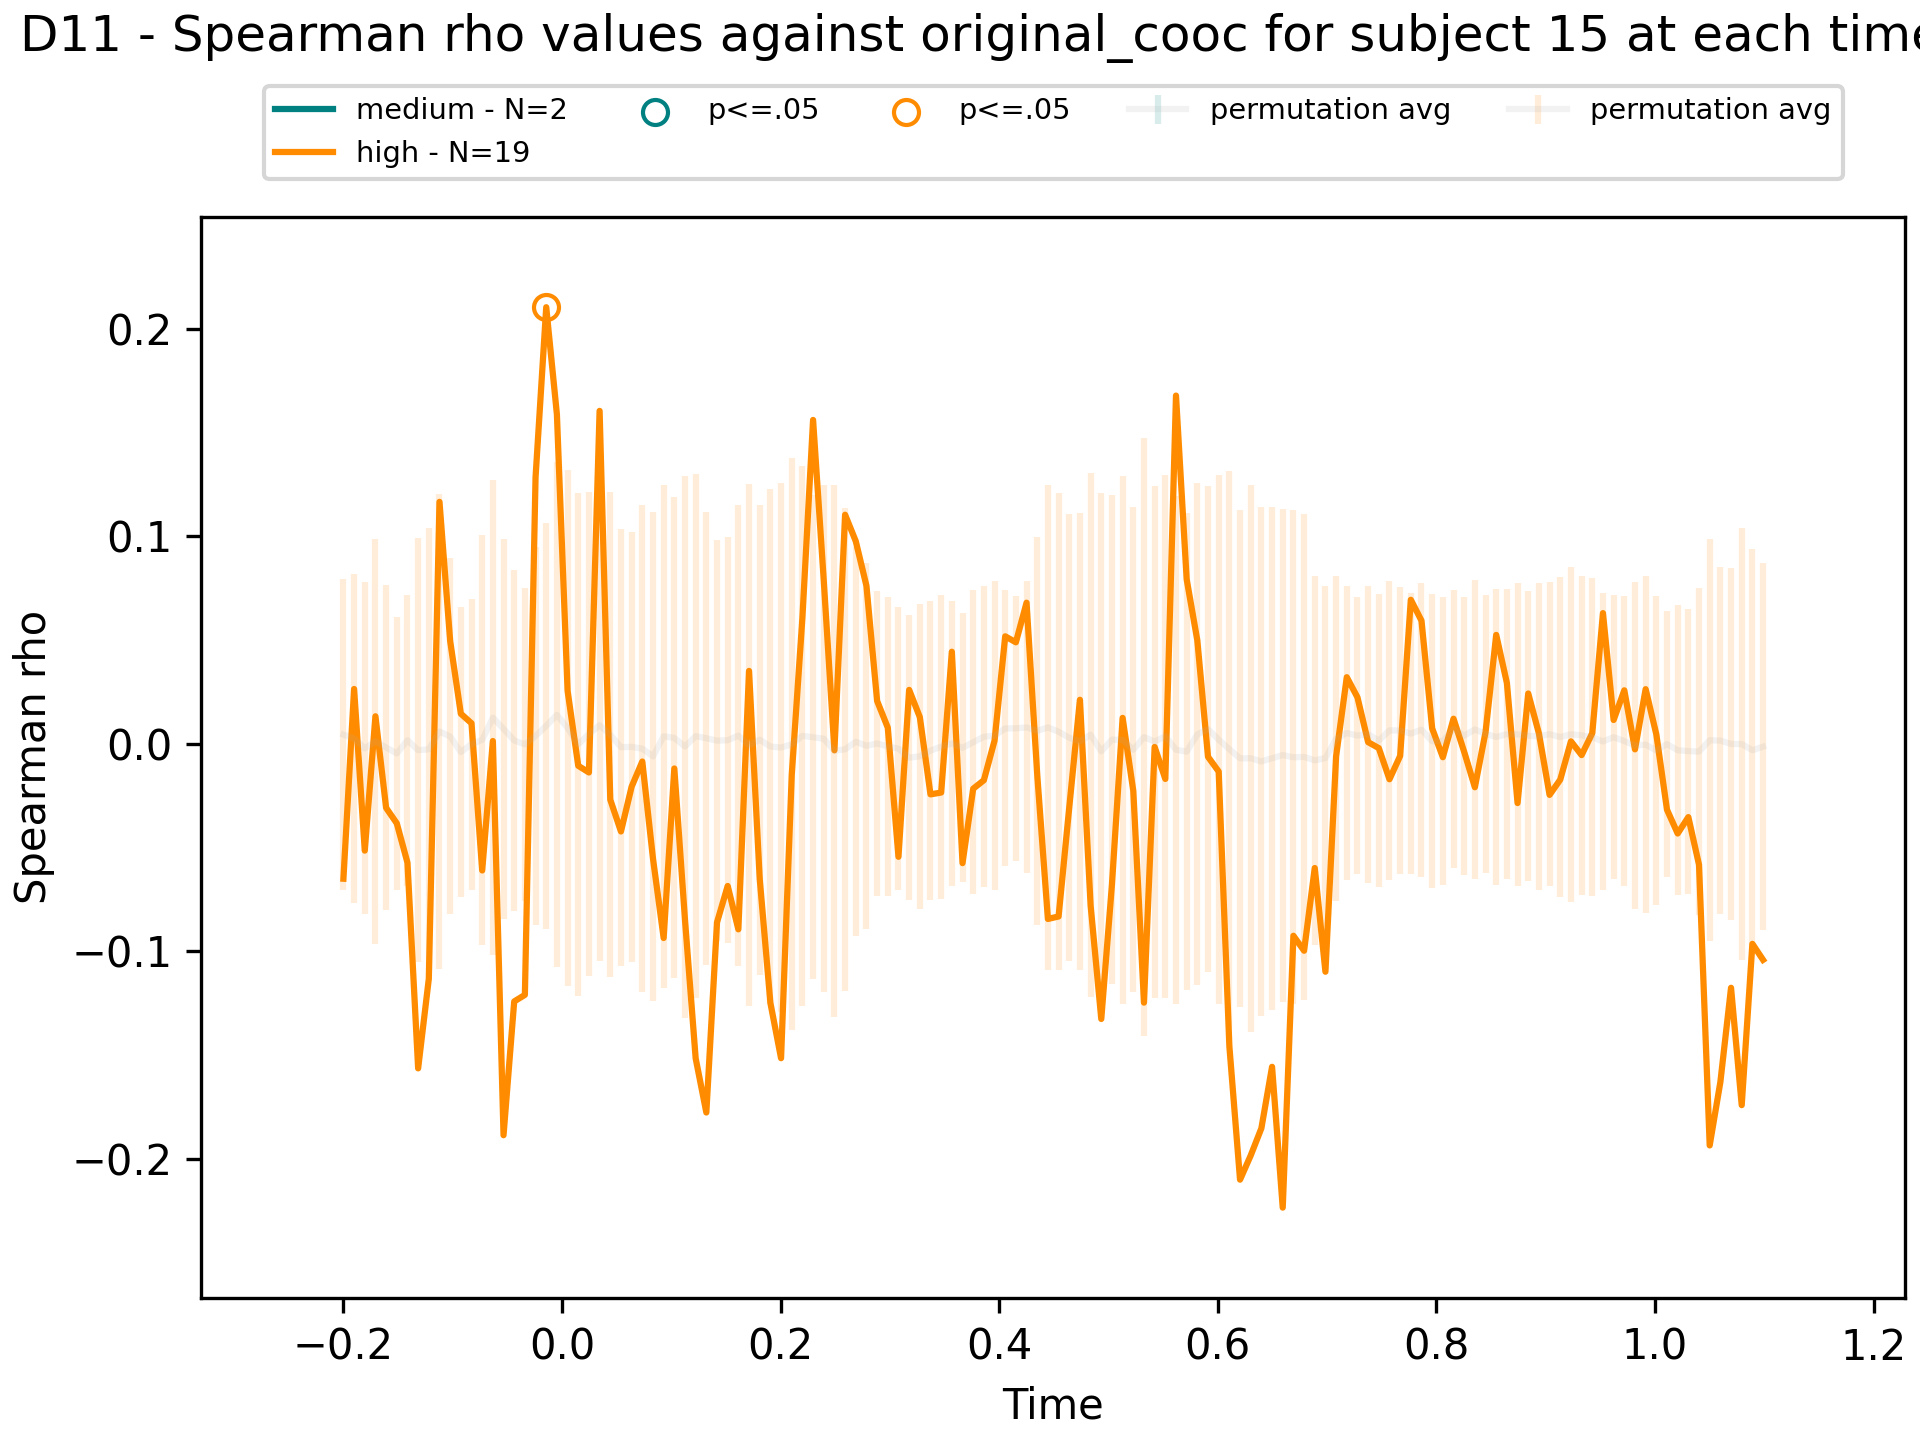 D11 - Spearman rho values against original_cooc for subject 15 at each time
medium - N=2
high - N=19
p<=.05
p<=.05
permutation avg
permutation avg
Spearman rho
0.2
0.1
0.0
−0.1
−0.2
−0.2 0.0 0.2 0.4 0.6 0.8 1.0 1.2
Time